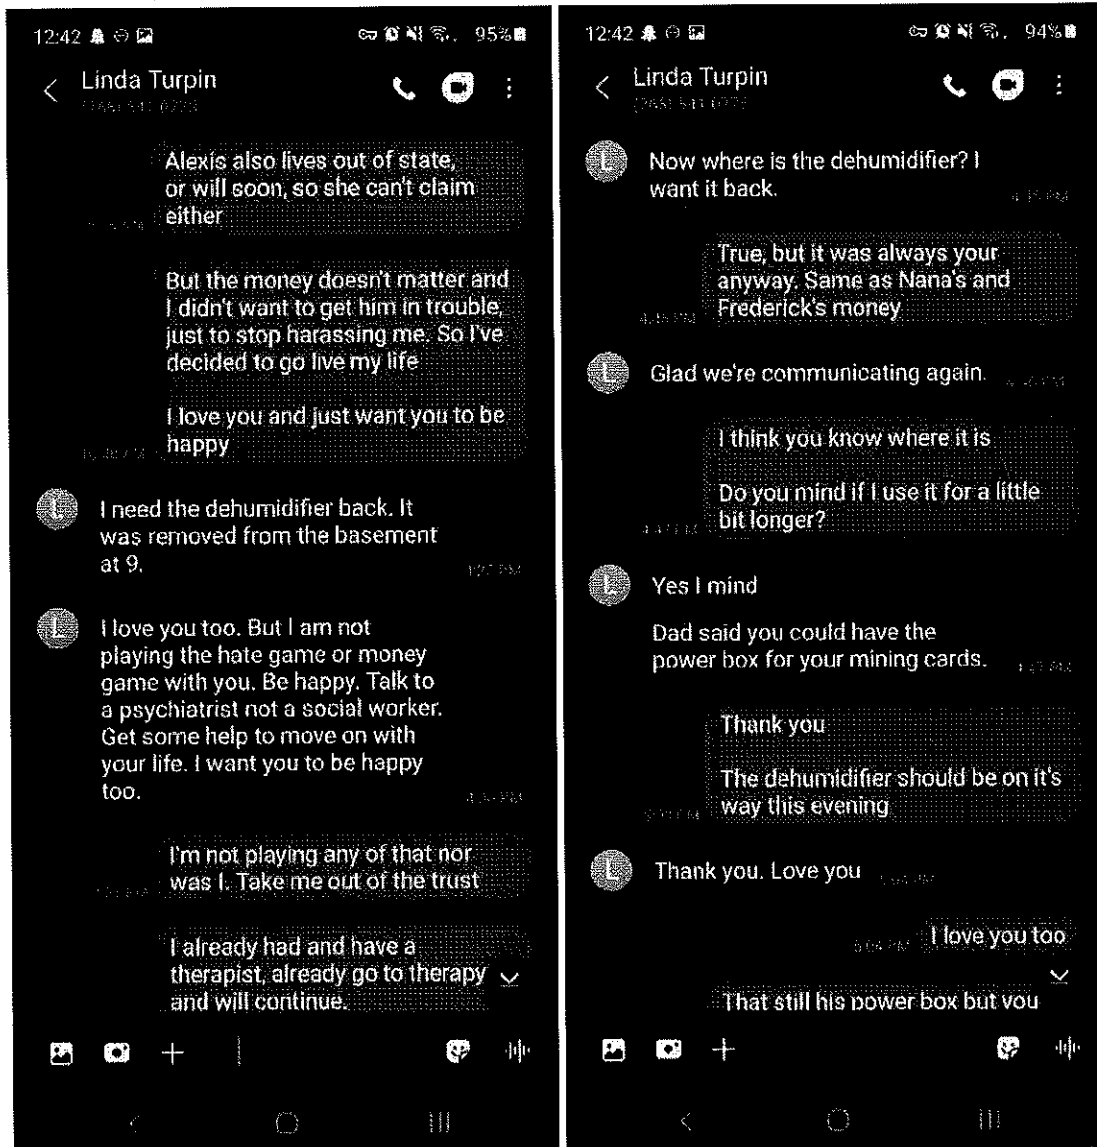 12:42
95%
Linda Turpin
Alexis also lives out of state,
or will soon, so she can't claim
either
But the money doesn't matter and
I didn't want to get him in trouble,
just to stop harassing me. So I've
decided to go live my life
I love you and just want you to be
happy
L
I need the dehumidifier back. It
was removed from the basement
at 9.
1:27 PM
L
I love you too. But I am not
playing the hate game or money
game with you. Be happy. Talk to
a psychiatrist not a social worker.
Get some help to move on with
your life. I want you to be happy
too.
I'm not playing any of that nor
was I. Take me out of the trust
I already had and have a
therapist, already go to therapy
and will continue.
12:42
94%
Linda Turpin
L
Now where is the dehumidifier? I
want it back.
True, but it was always your
anyway. Same as Nana's and
Frederick's money
L
Glad we're communicating again.
I think you know where it is
Do you mind if I use it for a little
bit longer?
L
Yes I mind
Dad said you could have the
power box for your mining cards.
Thank you
The dehumidifier should be on it's
way this evening
L
Thank you. Love you
5:04 PM
I love you too
That still his power box but you